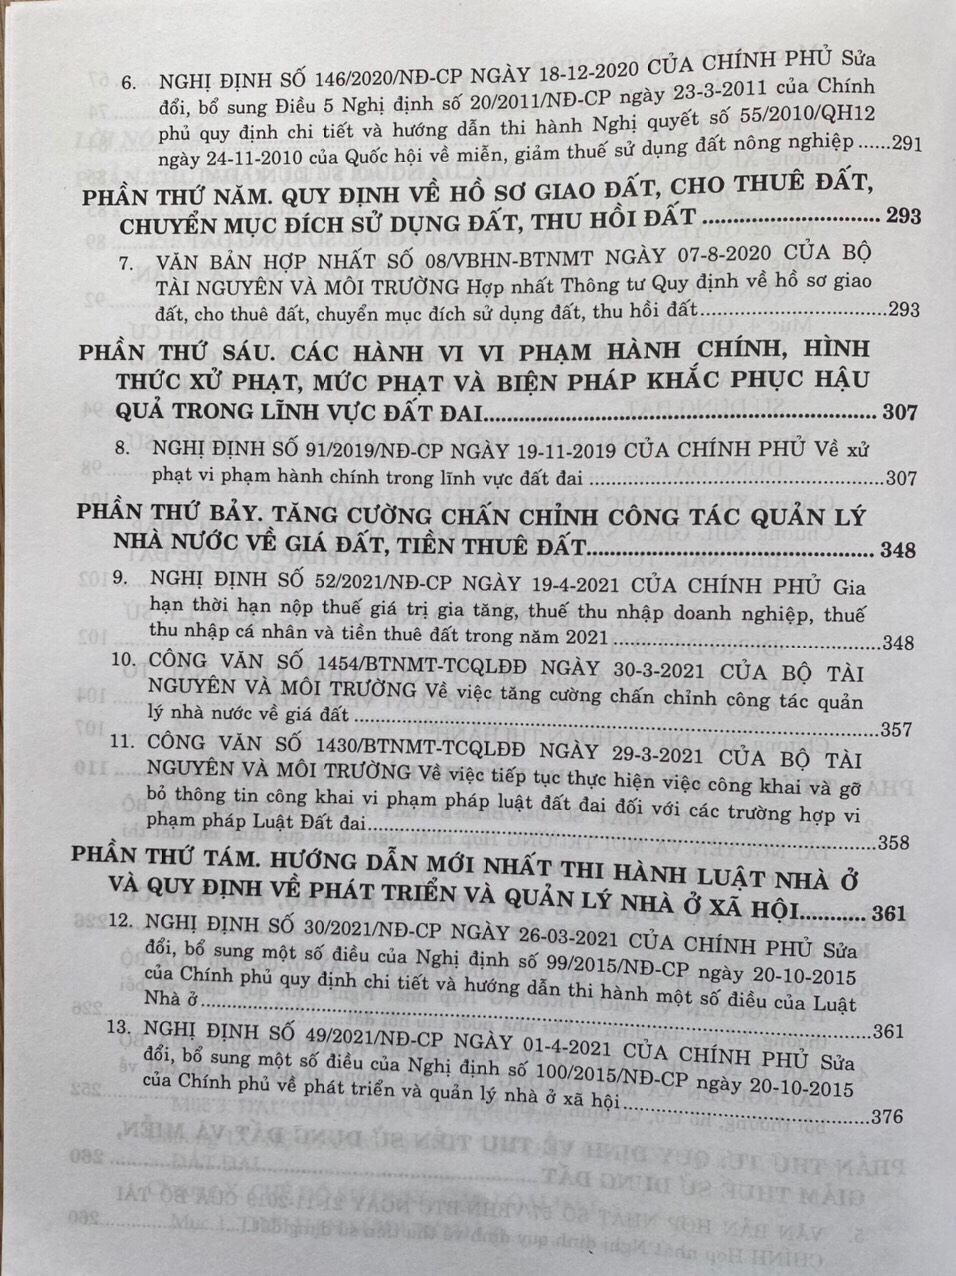 6. NGHỊ ĐỊNH SỐ 146/2020/NĐ-CP NGÀY 18-12-2020 CỦA CHÍNH PHỦ Sửa
đổi, bổ sung Điều 5 Nghị định số 20/2011/NĐ-CP ngày 23-3-2011 của Chính
phủ quy định chi tiết và hướng dẫn thi hành Nghị quyết số 55/2010/QH12
ngày 24-11-2010 của Quốc hội về miễn, giảm thuế sử dụng đất nông nghiệp ......291
PHẦN THỨ NĂM. QUY ĐỊNH VỀ HỒ SƠ GIAO ĐẤT, CHO THUÊ ĐẤT,
CHUYỂN MỤC ĐÍCH SỬ DỤNG ĐẤT, THU HỒI ĐẤT ............................. 293
7. VĂN BẢN HỢP NHẤT SỐ 08/VBHN-BTNMT NGÀY 07-8-2020 CỦA BỘ
TÀI NGUYÊN VÀ MÔI TRƯỜNG Hợp nhất Thông tư Quy định về hồ sơ giao
đất, cho thuê đất, chuyển mục đích sử dụng đất, thu hồi đất..............................293
PHẦN THỨ SÁU. CÁC HÀNH VI VI PHẠM HÀNH CHÍNH, HÌNH
THỨC XỬ PHẠT, MỨC PHẠT VÀ BIỆN PHÁP KHẮC PHỤC HẬU
QUẢ TRONG LĨNH VỰC ĐẤT ĐAI................................................................ 307
8. NGHỊ ĐỊNH SỐ 91/2019/NĐ-CP NGÀY 19-11-2019 CỦA CHÍNH PHỦ Về xử
phạt vi phạm hành chính trong lĩnh vực đất đai ................................................307
PHẦN THỨ BẢY. TĂNG CƯỜNG CHẤN CHỈNH CÔNG TÁC QUẢN LÝ
NHÀ NƯỚC VỀ GIÁ ĐẤT, TIỀN THUÊ ĐẤT............................................... 348
9. NGHỊ ĐỊNH SỐ 52/2021/NĐ-CP NGÀY 19-4-2021 CỦA CHÍNH PHỦ Gia
hạn thời hạn nộp thuế giá trị gia tăng, thuế thu nhập doanh nghiệp, thuế
thu nhập cá nhân và tiền thuê đất trong năm 2021 ............................................348
10. CÔNG VĂN SỐ 1454/BTNMT-TCQLĐĐ NGÀY 30-3-2021 CỦA BỘ TÀI
NGUYÊN VÀ MÔI TRƯỜNG Về việc tăng cường chấn chỉnh công tác quản
lý nhà nước về giá đất ..........................................................................................357
11. CÔNG VĂN SỐ 1430/BTNMT-TCQLĐĐ NGÀY 29-3-2021 CỦA BỘ TÀI
NGUYÊN VÀ MÔI TRƯỜNG Về việc tiếp tục thực hiện việc công khai và gỡ
bỏ thông tin công khai vi phạm pháp luật đất đai đối với các trường hợp vi
phạm pháp Luật Đất đai.......................................................................................358
PHẦN THỨ TÁM. HƯỚNG DẪN MỚI NHẤT THI HÀNH LUẬT NHÀ Ở
VÀ QUY ĐỊNH VỀ PHÁT TRIỂN VÀ QUẢN LÝ NHÀ Ở XÃ HỘI........... 361
12. NGHỊ ĐỊNH SỐ 30/2021/NĐ-CP NGÀY 26-03-2021 CỦA CHÍNH PHỦ Sửa
đổi, bổ sung một số điều của Nghị định số 99/2015/NĐ-CP ngày 20-10-2015
của Chính phủ quy định chi tiết và hướng dẫn thi hành một số điều của Luật
Nhà ở.....................................................................................................................361
13. NGHỊ ĐỊNH SỐ 49/2021/NĐ-CP NGÀY 01-4-2021 CỦA CHÍNH PHỦ Sửa
đổi, bổ sung một số điều của Nghị định số 100/2015/NĐ-CP ngày 20-10-2015
của Chính phủ về phát triển và quản lý nhà ở xã hội..........................................376